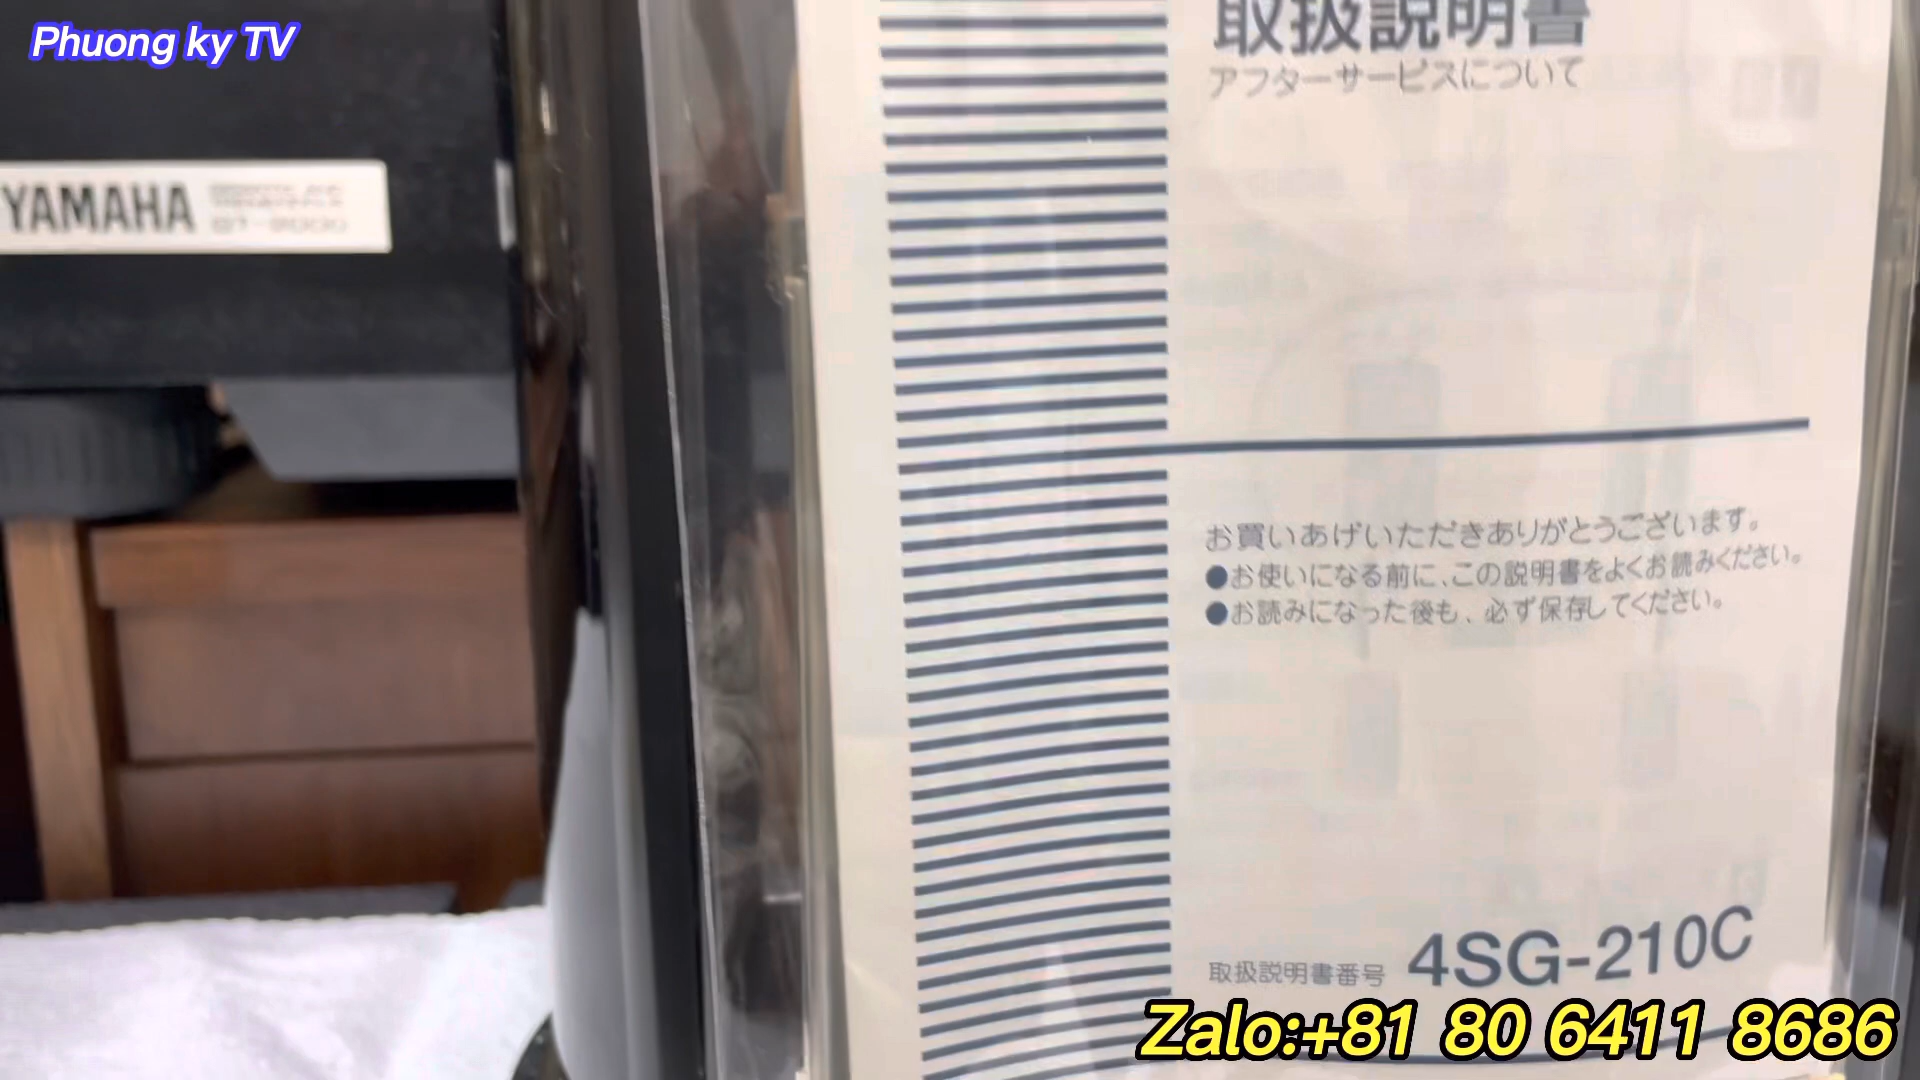 Phuong ky TV
YAMAHA
取扱説明書
アフターサービスについて
お買いあげいただきありがとうございます。
●お使いになる前に、この説明書をよくお読みください。
●お読みになった後も、必ず保存してください。
取扱説明書番号 4SG-210C
Zalo:+81 80 6411 8686